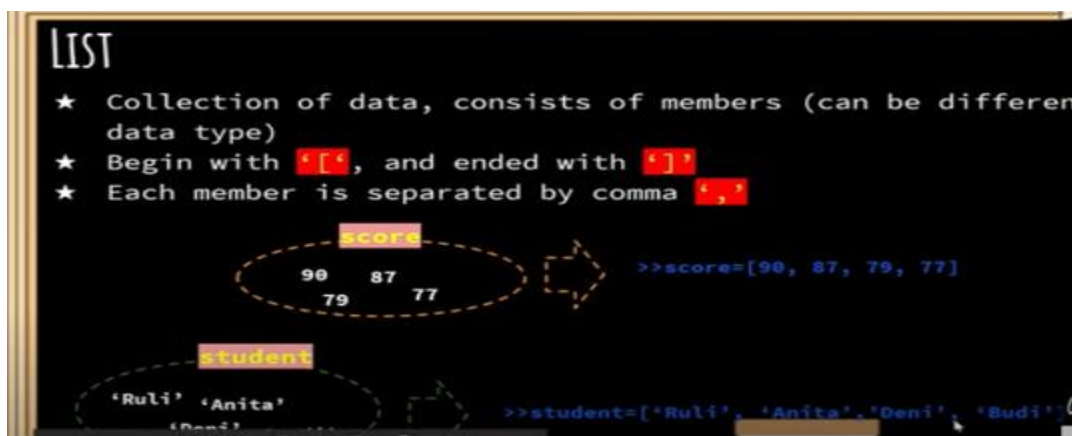 LIST
★ Collection of data, consists of members (can be differen
data type)
★ Begin with ‘[‘, and ended with ‘]’
★ Each member is separated by comma ‘,’
score
90 87
79 77
>>score=[90, 87, 79, 77]
student
‘Ruli’ ‘Anita’
‘Deni’
>>student=[‘Ruli’, ‘Anita’,’Deni’, ‘Budi’]